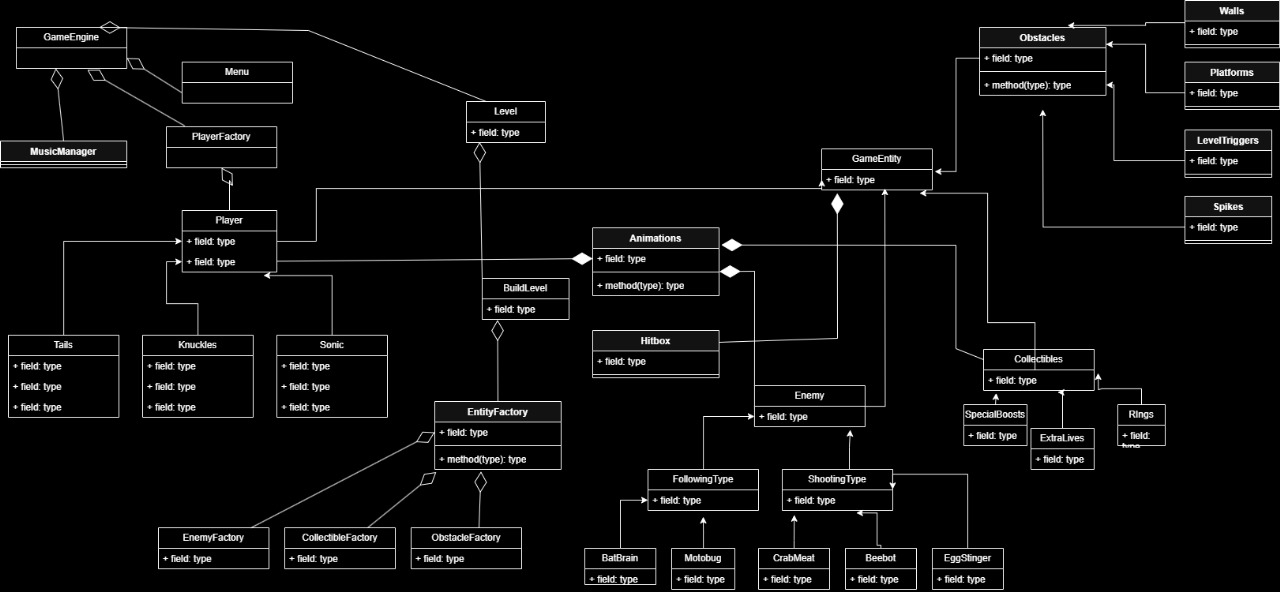 GameEngine
Menu
MusicManager
PlayerFactory
Player
+ field: type
+ field: type
Tails
+ field: type
+ field: type
+ field: type
Knuckles
+ field: type
+ field: type
+ field: type
Sonic
+ field: type
+ field: type
+ field: type
Level
+ field: type
BuildLevel
+ field: type
EntityFactory
+ field: type
+ method(type): type
EnemyFactory
+ field: type
CollectibleFactory
+ field: type
ObstacleFactory
+ field: type
Animations
+ field: type
+ method(type): type
Hitbox
+ field: type
GameEntity
+ field: type
Obstacles
+ field: type
+ method(type): type
Walls
+ field: type
Platforms
+ field: type
LevelTriggers
+ field: type
Spikes
+ field: type
Collectibles
+ field: type
SpecialBoosts
+ field: type
ExtraLives
+ field: type
RIngs
+ field:
type
Enemy
+ field: type
FollowingType
+ field: type
ShootingType
+ field: type
BatBrain
+ field: type
Motobug
+ field: type
CrabMeat
+ field: type
Beebot
+ field: type
EggStinger
+ field: type